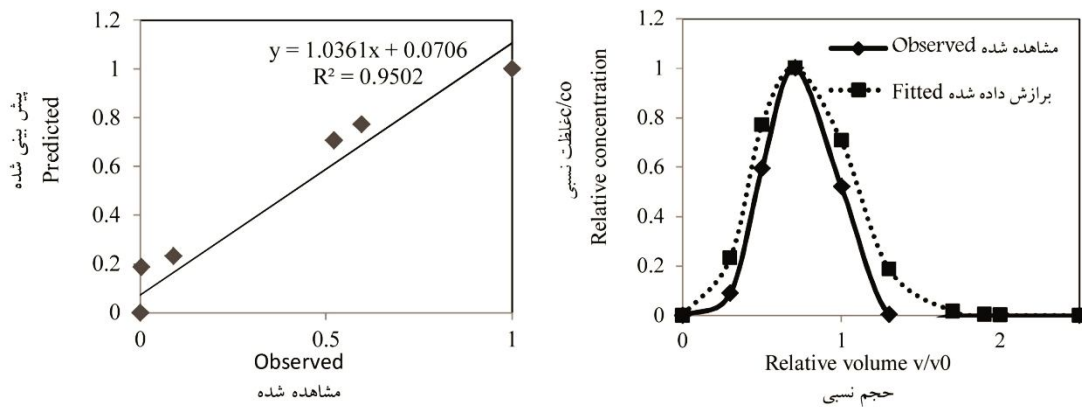 1.2
1
0.8
0.6
0.4
0.2
0
y = 1.0361x + 0.0706
R² = 0.9502
پیش بینی شده
Predicted
0 0.5 1
Observed
مشاهده شده
1.2
1
0.8
0.6
0.4
0.2
0
Observed مشاهده شده
Fitted برازش داده شده
غلظت نسبیc/co
Relative concentration
0 1 2
Relative volume v/v0
حجم نسبی